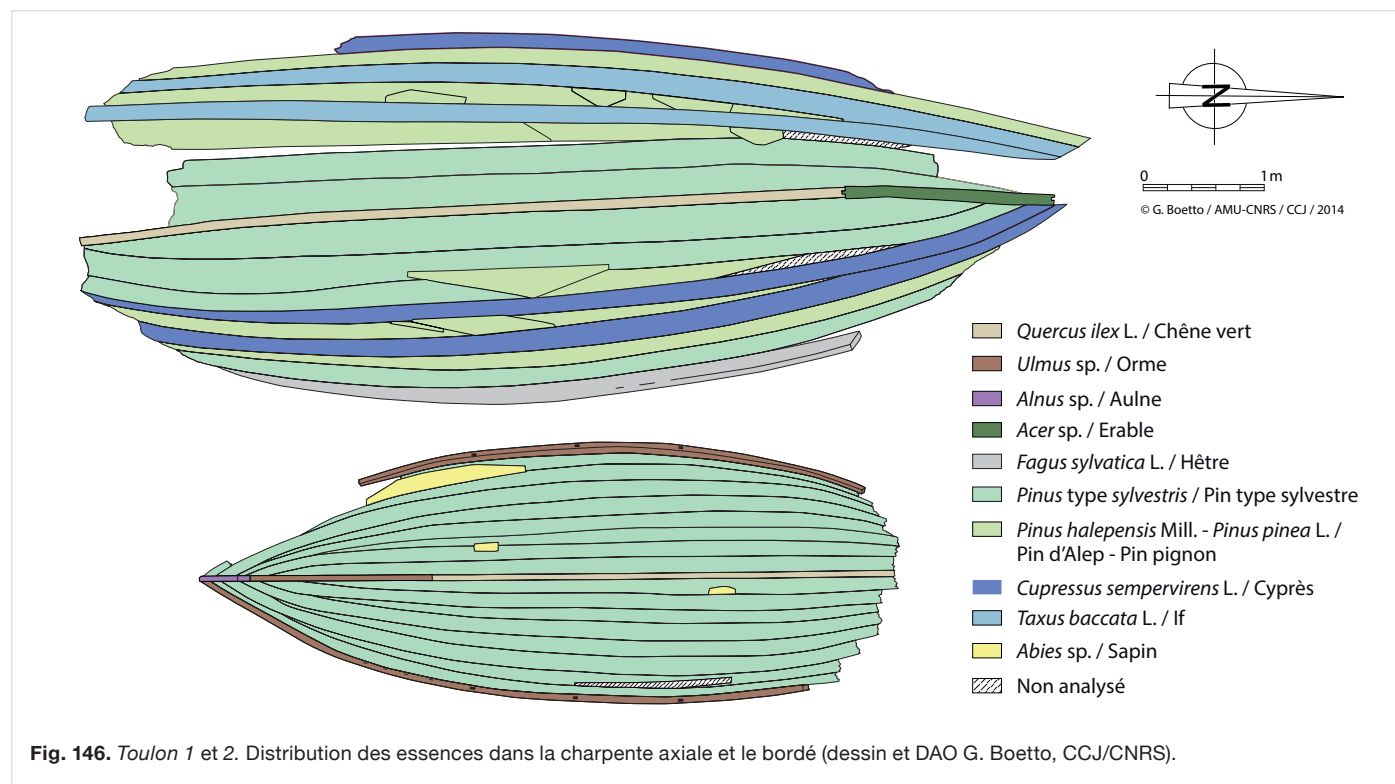 N
0 1 m
© G. Boetto / AMU-CNRS / CCJ / 2014
Quercus ilex L. / Chêne vert
Ulmus sp. / Orme
Alnus sp. / Aulne
Acer sp. / Erable
Fagus sylvatica L. / Hêtre
Pinus type sylvestris / Pin type sylvestre
Pinus halepensis Mill. - Pinus pinea L. /
Pin d'Alep - Pin pignon
Cupressus sempervirens L. / Cyprès
Taxus baccata L. / If
Abies sp. / Sapin
Non analysé
Fig. 146. Toulon 1 et 2. Distribution des essences dans la charpente axiale et le bordé (dessin et DAO G. Boetto, CCJ/CNRS).